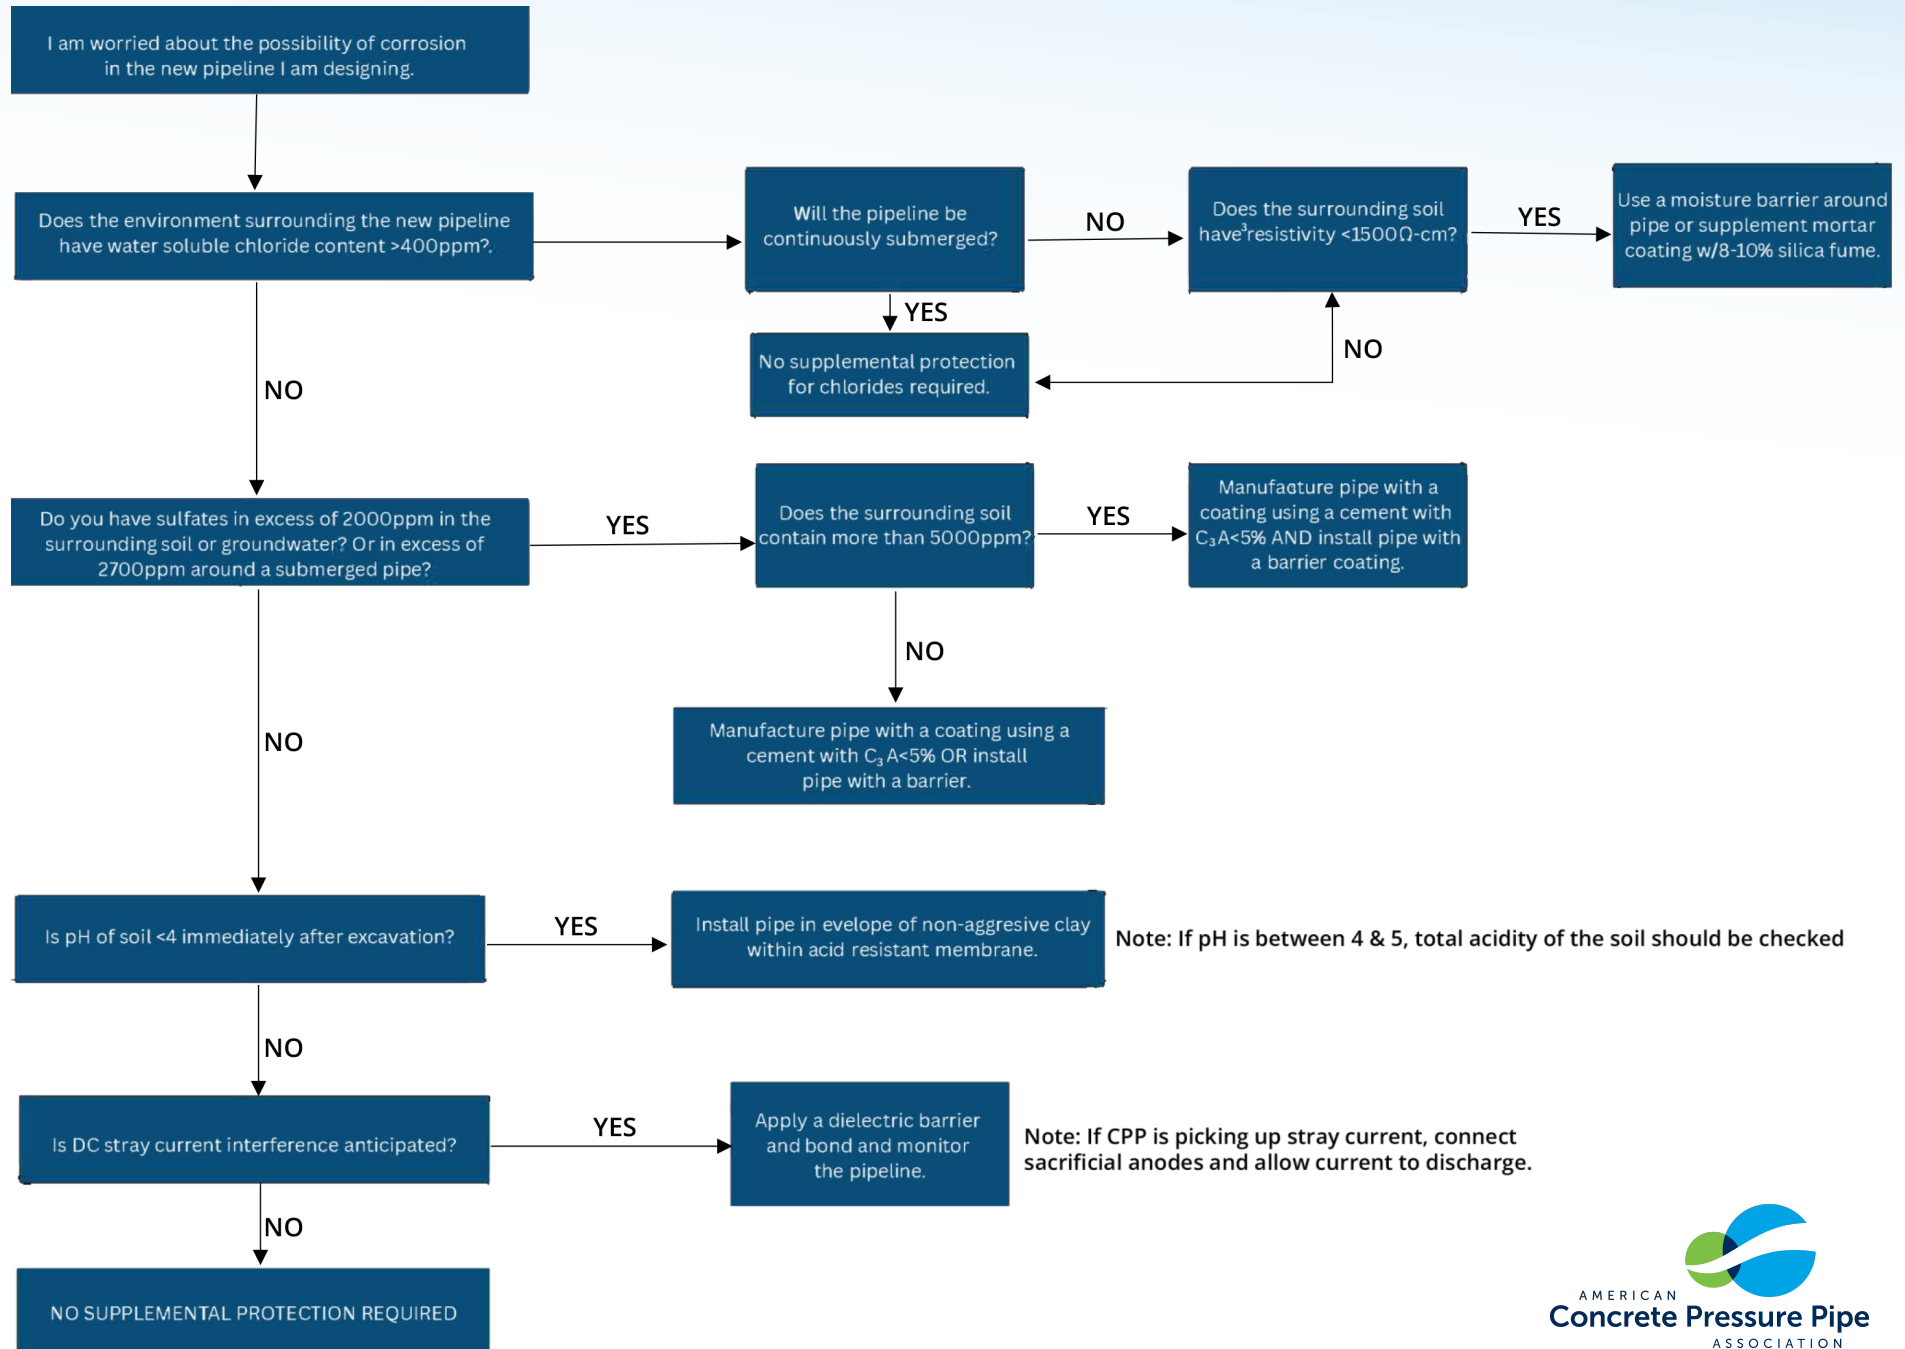 I am worried about the possibility of corrosion
in the new pipeline I am designing.
Does the environment surrounding the new pipeline
have water soluble chloride content >400ppm?
Will the pipeline be
continuously submerged?
NO
Does the surrounding soil
have³resistivity <1500Ω-cm?
YES
Use a moisture barrier around
pipe or supplement mortar
coating w/8-10% silica fume.
YES
No supplemental protection
for chlorides required.
NO
NO
Do you have sulfates in excess of 2000ppm in the
surrounding soil or groundwater? Or in excess of
2700ppm around a submerged pipe?
YES
Does the surrounding soil
contain more than 5000ppm?
YES
Manufacture pipe with a
coating using a cement with
C₃A<5% AND install pipe with
a barrier coating.
NO
Manufacture pipe with a coating using a
cement with C₃A<5% OR install
pipe with a barrier.
NO
Is pH of soil <4 immediately after excavation?
YES
Install pipe in evelope of non-aggresive clay
within acid resistant membrane.
Note: If pH is between 4 & 5, total acidity of the soil should be checked
NO
Is DC stray current interference anticipated?
YES
Apply a dielectric barrier
and bond and monitor
the pipeline.
Note: If CPP is picking up stray current, connect
sacrificial anodes and allow current to discharge.
NO
NO SUPPLEMENTAL PROTECTION REQUIRED
AMERICAN
Concrete Pressure Pipe
ASSOCIATION